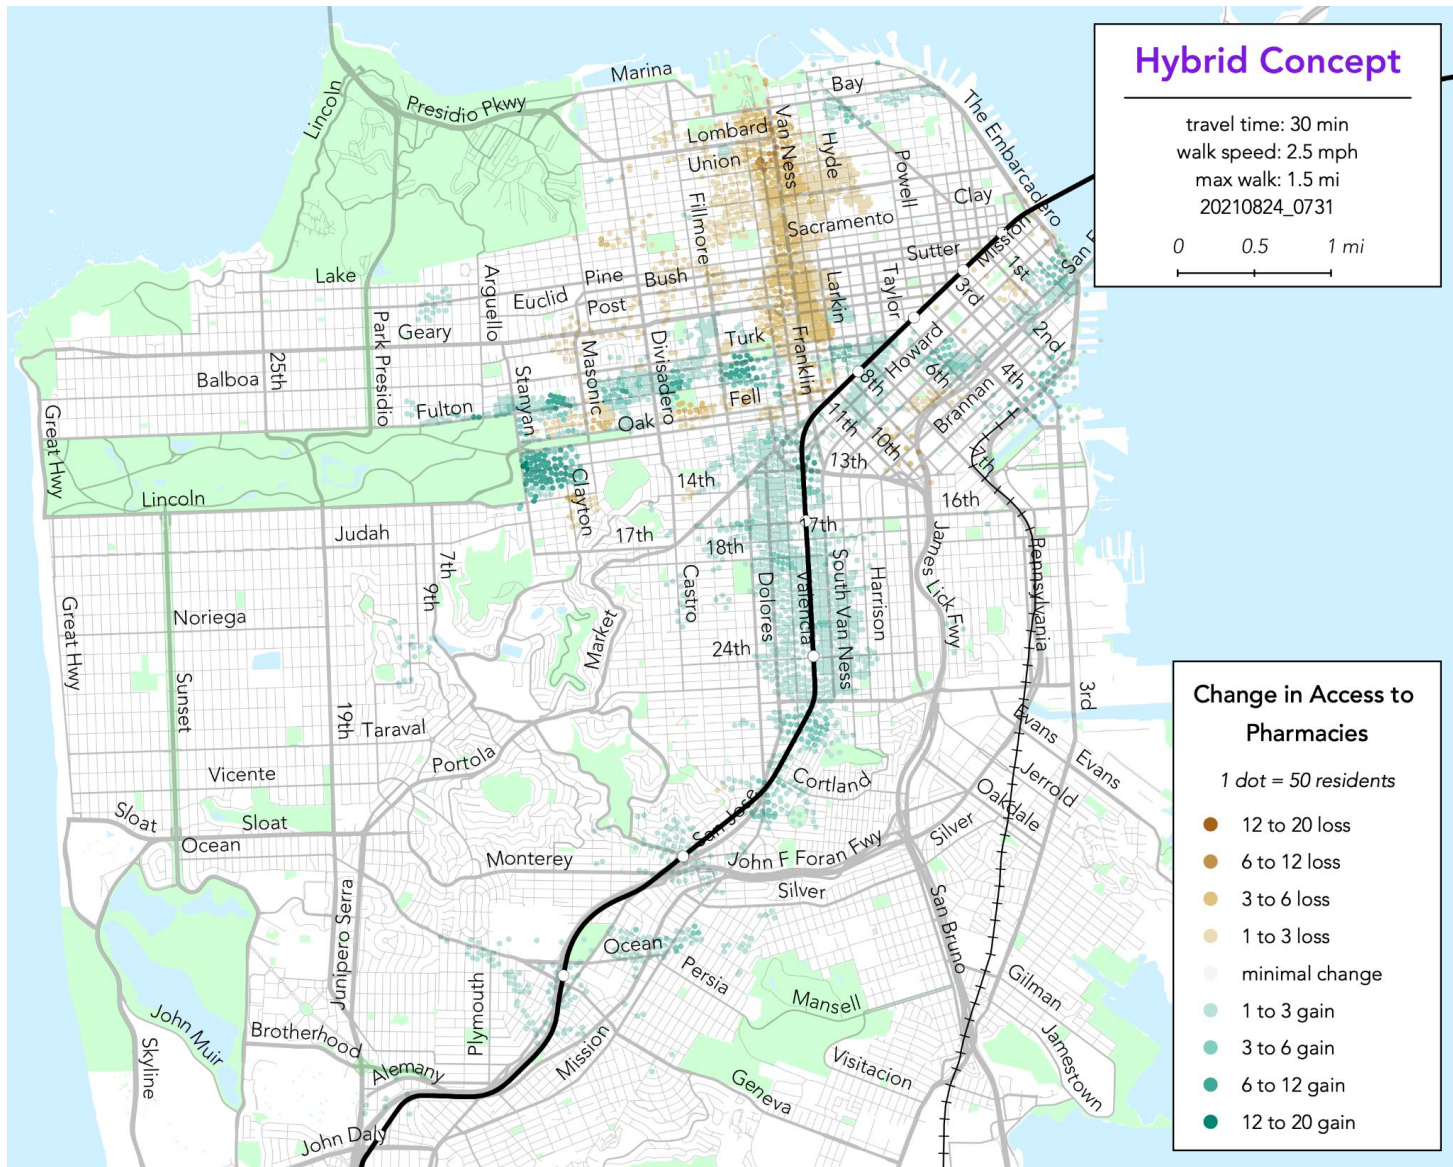 Hybrid Concept
travel time: 30 min
walk speed: 2.5 mph
max walk: 1.5 mi
20210824_0731
0 0.5 1 mi
Marina
Bay
Lincoln
Presidio Pkwy
The Embarcadero
Lombard
Van Ness
Hyde
Union
Powell
Clay
Fillmore
Sacramento
Mission
Sutter
1st
San F
Lake
Arguello
Pine
Bush
Euclid
Post
Larkin
Taylor
3rd
Geary
Park Presidio
Turk
Franklin
Howard
2nd
25th
Balboa
Masonic
Divisadero
8th
6th
4th
Stanyan
Fell
Brannan
Fulton
Oak
11th
10th
Great Hwy
13th
7th
Clayton
14th
Lincoln
16th
Judah
17th
17th
18th
7th
9th
Castro
Dolores
Valencia
South Van Ness
Harrison
James Lick Fwy
Pennsylvania
Great Hwy
Noriega
Market
24th
Sunset
19th
Taraval
3rd
Evans
Portola
Vicente
Cortland
Jerrold
Evans
Oakdale
San Jose
Sloat
Sloat
Silver
Ocean
Monterey
John F Foran Fwy
Silver
Junipero Serra
San Bruno
Ocean
Persia
Plymouth
Mansell
Gilman
John Muir
Brotherhood
Skyline
Mission
Jamestown
Visitacion
Alemany
Geneva
John Daly
Change in Access to
Pharmacies
1 dot = 50 residents
12 to 20 loss
6 to 12 loss
3 to 6 loss
1 to 3 loss
minimal change
1 to 3 gain
3 to 6 gain
6 to 12 gain
12 to 20 gain